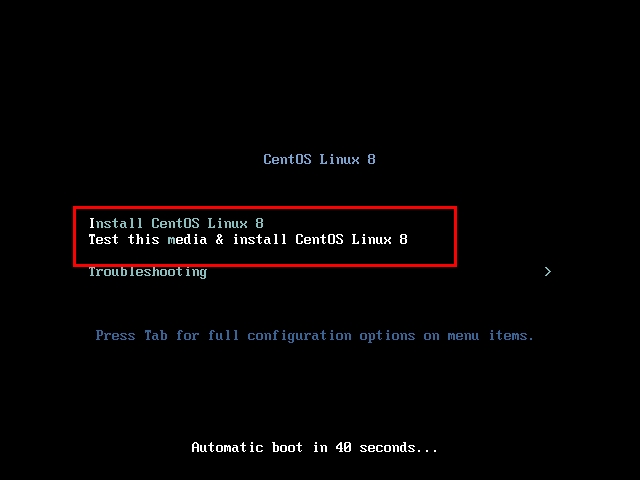 CentOS Linux 8
Install CentOS Linux 8
Test this media & install CentOS Linux 8
Troubleshooting >
Press Tab for full configuration options on menu items.
Automatic boot in 40 seconds...